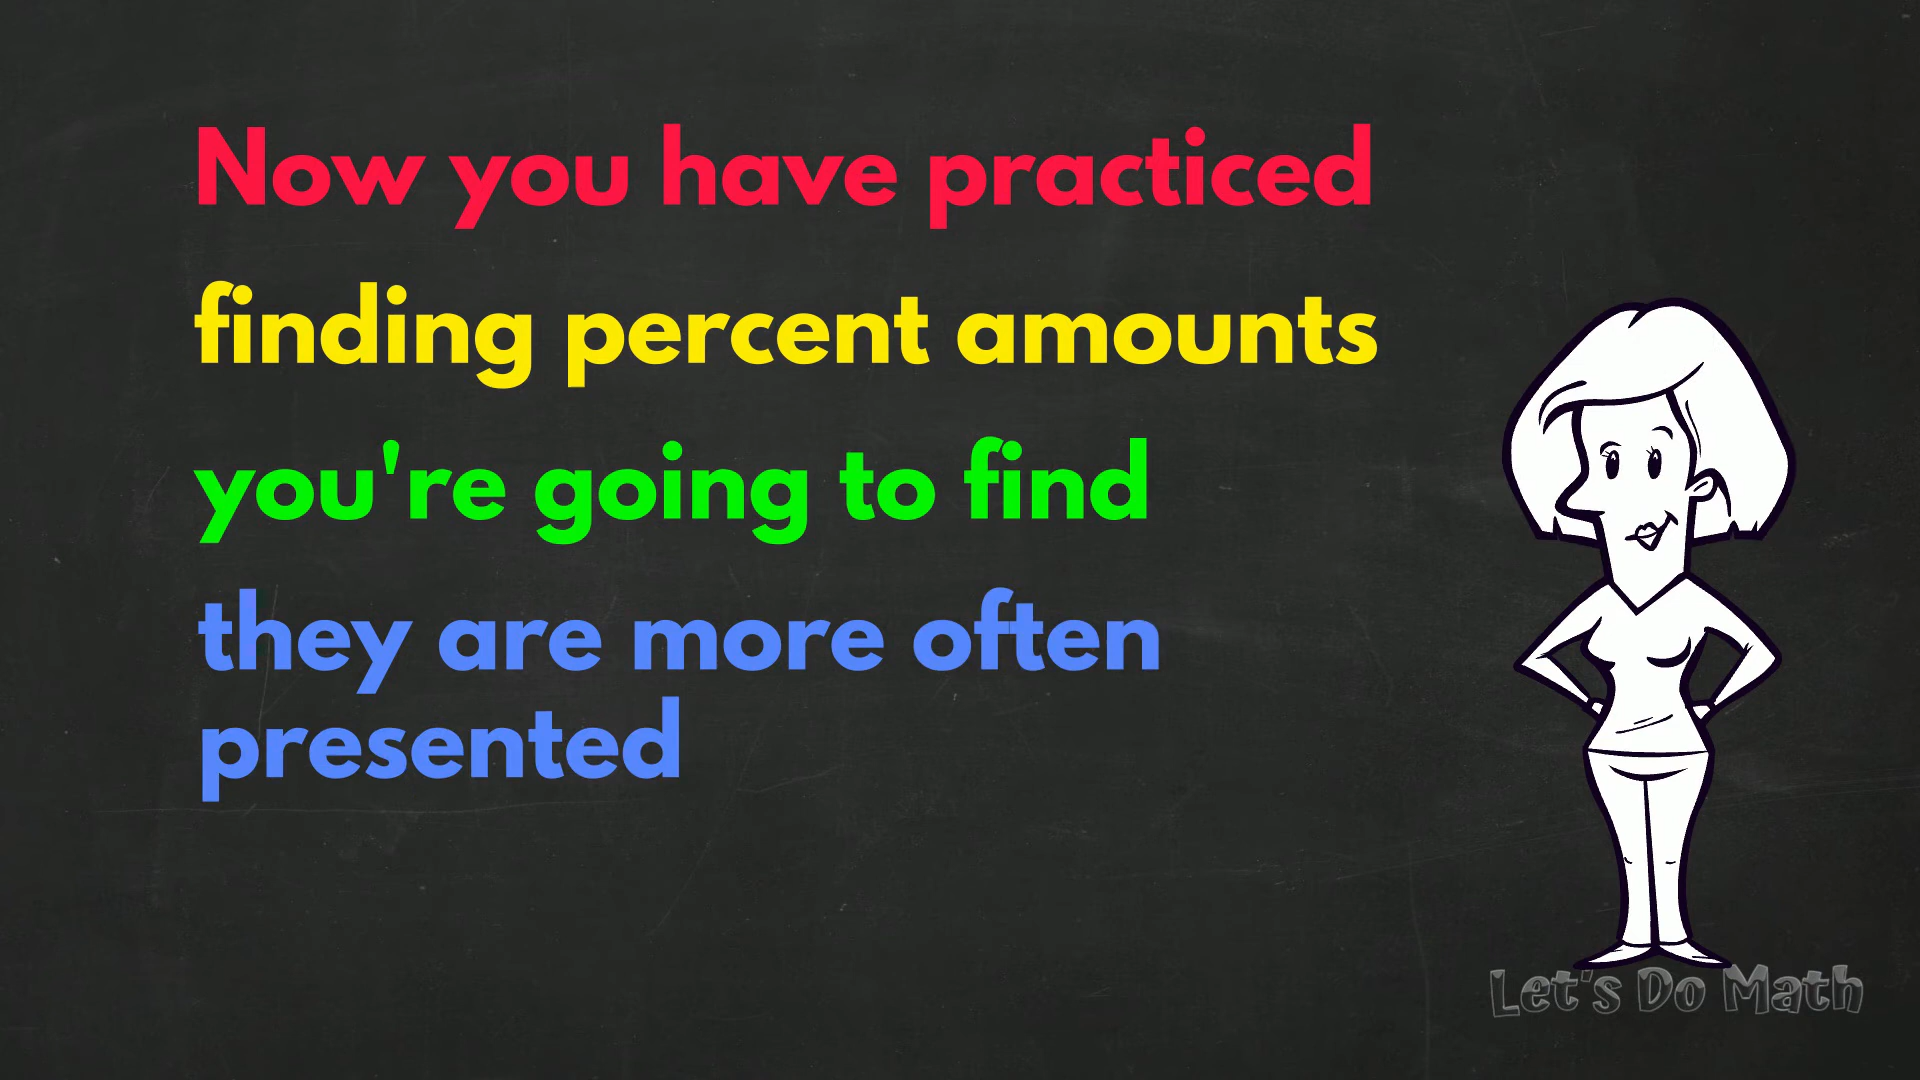 Now you have practiced
finding percent amounts
you're going to find
they are more often
presented
Let's Do Math